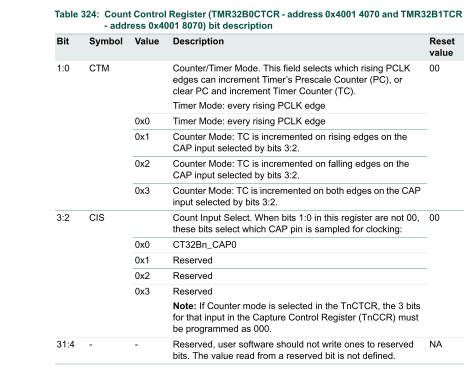 Table 324: Count Control Register (TMR32B0CTCR - address 0x4001 4070 and TMR32B1TCR
- address 0x4001 8070) bit description
Bit Symbol Value Description Reset value
1:0 CTM Counter/Timer Mode. This field selects which rising PCLK 00
edges can increment Timer's Prescale Counter (PC), or
clear PC and increment Timer Counter (TC).
Timer Mode: every rising PCLK edge
0x0 Timer Mode: every rising PCLK edge
0x1 Counter Mode: TC is incremented on rising edges on the
CAP input selected by bits 3:2.
0x2 Counter Mode: TC is incremented on falling edges on the
CAP input selected by bits 3:2.
0x3 Counter Mode: TC is incremented on both edges on the CAP
input selected by bits 3:2.
3:2 CIS Count Input Select. When bits 1:0 in this register are not 00, 00
these bits select which CAP pin is sampled for clocking:
0x0 CT32Bn_CAP0
0x1 Reserved
0x2 Reserved
0x3 Reserved
Note: If Counter mode is selected in the TnCTCR, the 3 bits
for that input in the Capture Control Register (TnCCR) must
be programmed as 000.
31:4 - - Reserved, user software should not write ones to reserved NA
bits. The value read from a reserved bit is not defined.